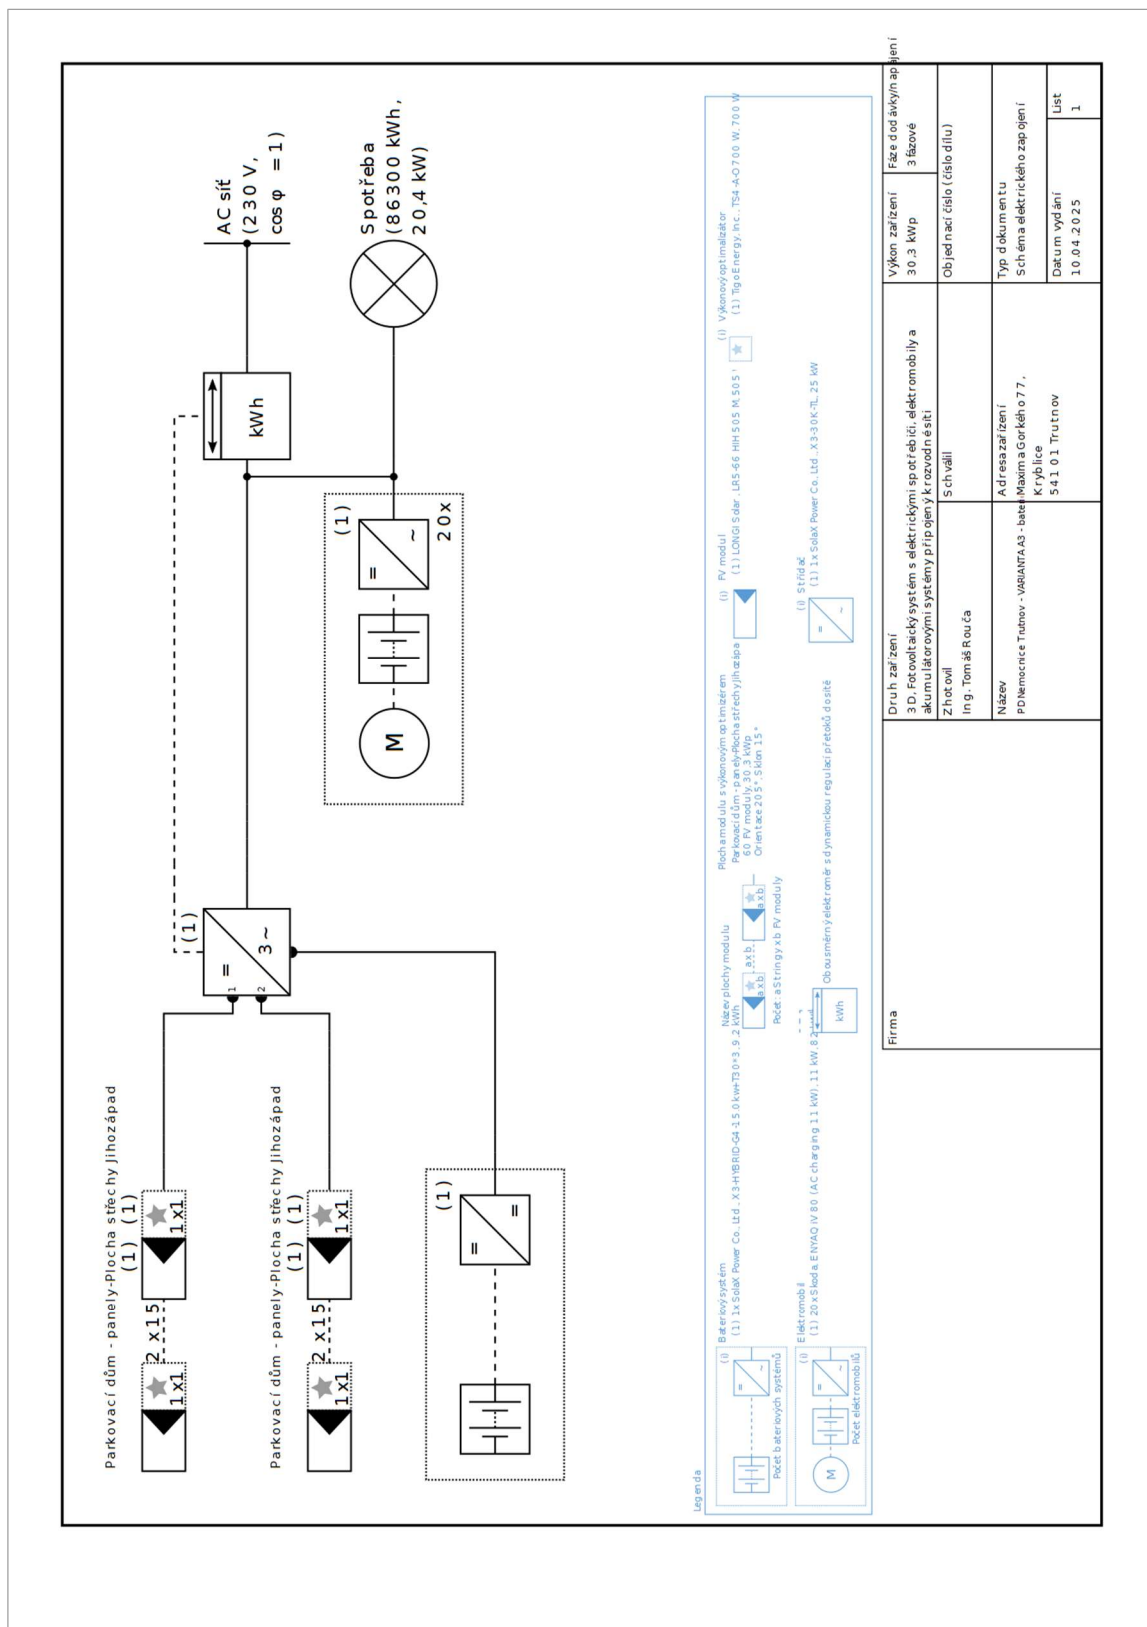 Parkovací dům - panely-Plocha střechy Jihozápad
(1) (1)
1x1
2x15
1x1
Parkovací dům - panely-Plocha střechy Jihozápad
(1) (1)
1x1
2x15
1x1
(1)
=
=
(1)
1
2
=
3~
M
(1)
=
~
20x
kWh
AC síť
(230 V,
cos φ = 1)
Spotřeba
(86300 kWh,
20,4 kW)
Legenda
(i)
=
~
Počet bateriových systémů
Bateriový systém
(1) 1x SolaX Power Co., Ltd., X3-HYBRID-G4-15.0kw+T30*3, 9,2 kWh
Název plochy modulu
axb
axb
axb
Počet: a Stringy x b FV moduly
Plocha modulu s výkonovým optimizérem
Parkovací dům - panely-Plocha střechy Jihozápa
60 FV moduly, 30,3 kWp
Orientace 205°, Sklon 15°
(i) FV modul
(1) LONGi Solar, LR5-66 HIH 505 M, 505
(i) Výkonový optimalizátor
(1) Tigo Energy, Inc., TS4-A-O 700 W, 700 W
(i)
M
=
~
Počet elektromobilů
Elektromobil
(1) 20 x Skoda, ENYAQ iV 80 (AC charging 11 kW), 11 kW, 82
kWh
Obousměrný elektroměr s dynamickou regulací přetoků do sítě
=
~
(i) Střídač
(1) 1x SolaX Power Co., Ltd., X3-30K-TL, 25 kW
Firma
Druh zařízení
3D, Fotovoltaický systém s elektrickými spotřebiči, elektromobily a
akumulátorovými systémy připojený k rozvodné síti
Výkon zařízení
30,3 kWp
Fáze dodávky/napájení
3 fázové
Zhotovil
Ing. Tomáš Rouča
Schválil
Objednací číslo (číslo dílu)
Název
PD Nemocnice Trutnov - VARIANTA A3 - bateri
Adresa zařízení
Maxima Gorkého 77,
Kryblice
541 01 Trutnov
Typ dokumentu
Schéma elektrického zapojení
Datum vydání
10.04.2025
List
1